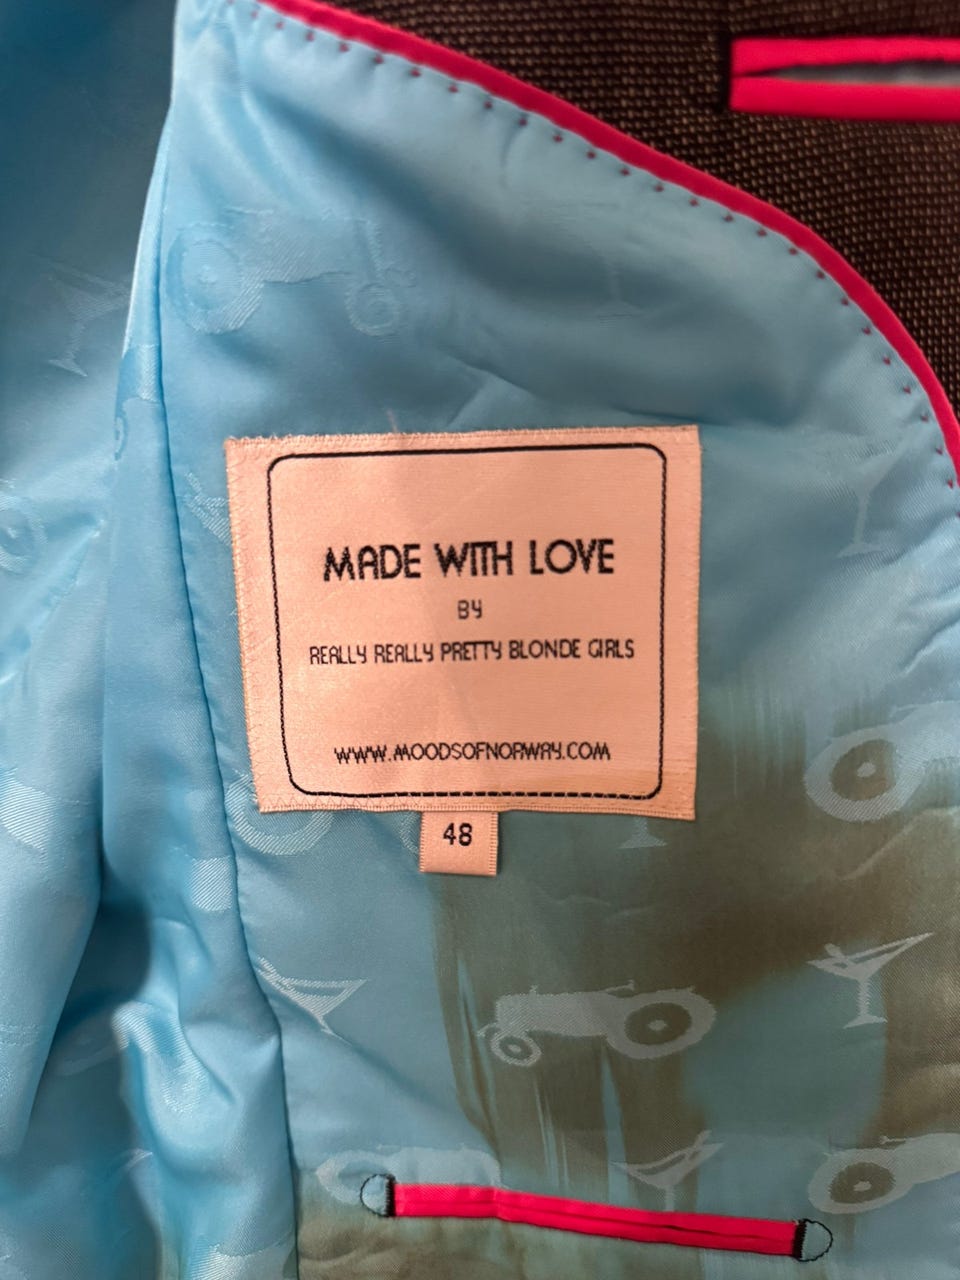 MADE WITH LOVE
BY
REALLY REALLY PRETTY BLONDE GIRLS
WWW.MOODSOFNORWAY.COM
48